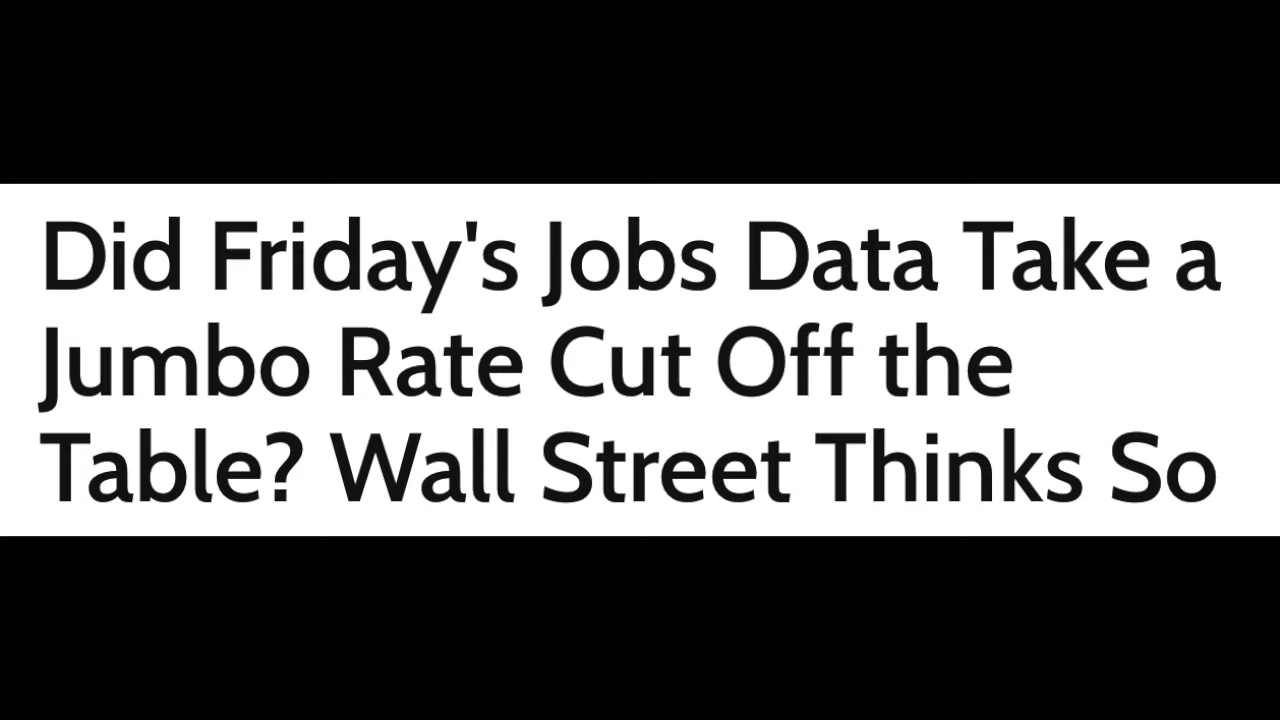 Did Friday's Jobs Data Take a
Jumbo Rate Cut Off the
Table? Wall Street Thinks So